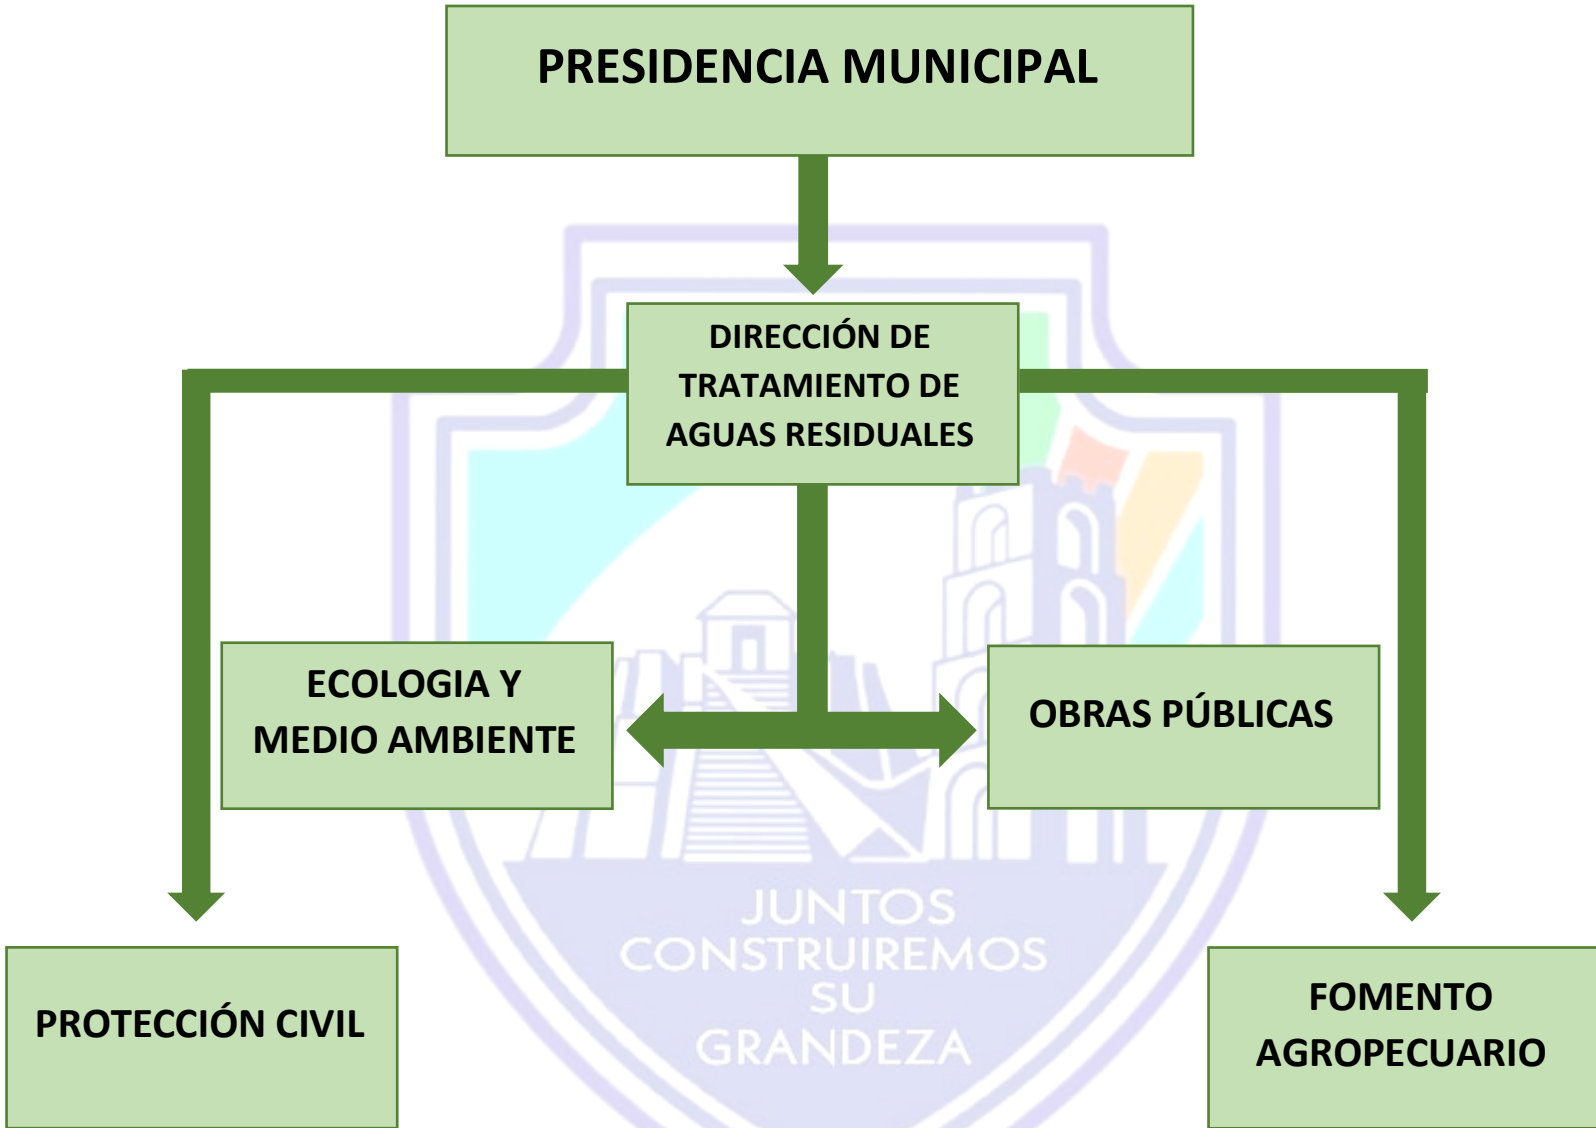 PRESIDENCIA MUNICIPAL
DIRECCIÓN DE
TRATAMIENTO DE
AGUAS RESIDUALES
ECOLOGIA Y
MEDIO AMBIENTE
OBRAS PÚBLICAS
JUNTOS
CONSTRUIREMOS
SU
GRANDEZA
PROTECCIÓN CIVIL
FOMENTO
AGROPECUARIO